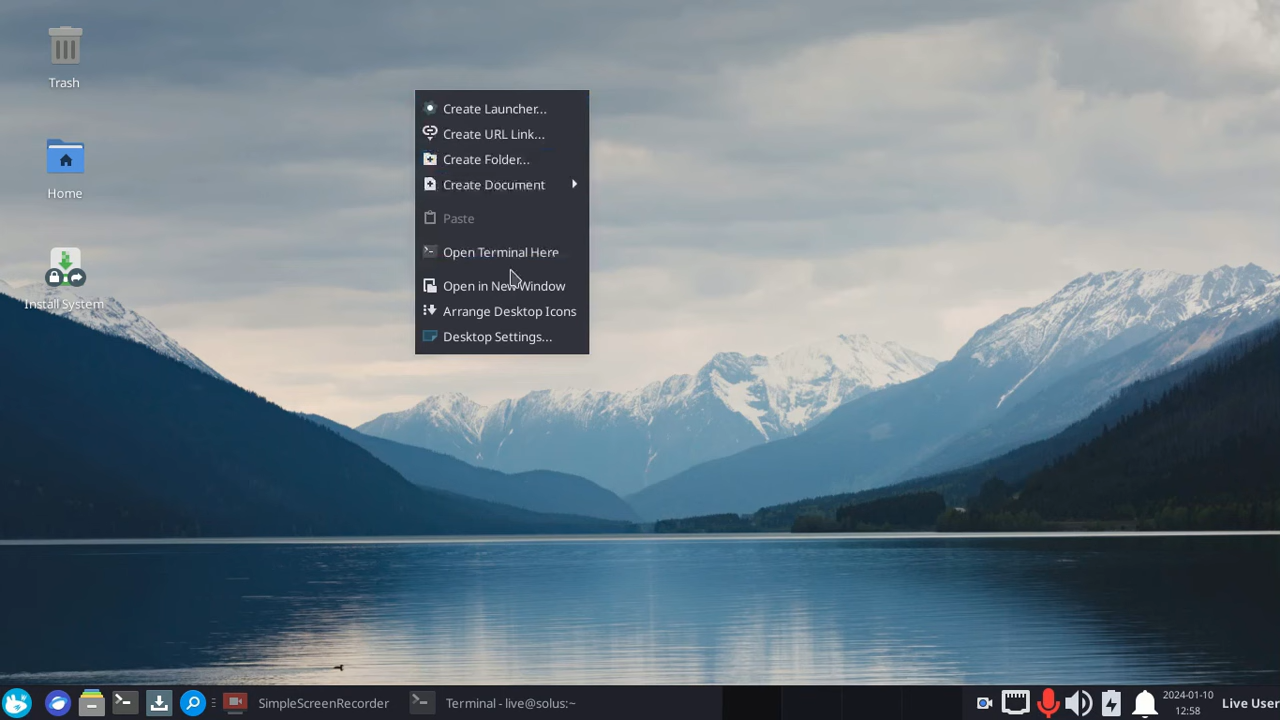 Trash
Home
Install System
Create Launcher...
Create URL Link...
Create Folder...
Create Document
Paste
Open Terminal Here
Open in New Window
Arrange Desktop Icons
Desktop Settings...
SimpleScreenRecorder
Terminal - live@solus:~
2024-01-10
12:58
Live User